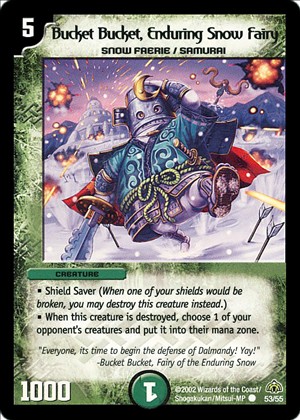 5
Bucket Bucket, Enduring Snow Fairy
SNOW FAERIE / SAMURAI
CREATURE
▪ Shield Saver (When one of your shields would
be broken, you may destroy this creature instead.)
▪ When this creature is destroyed, choose 1 of your
opponent's creatures and put it into their mana zone.
"Everyone, its time to begin the defense of Dalmandy! Yay!"
-Bucket Bucket, Fairy of the Enduring Snow
1000
1
©2002 Wizards of the Coast/
Shogakukan/Mitsui-MP
53/55